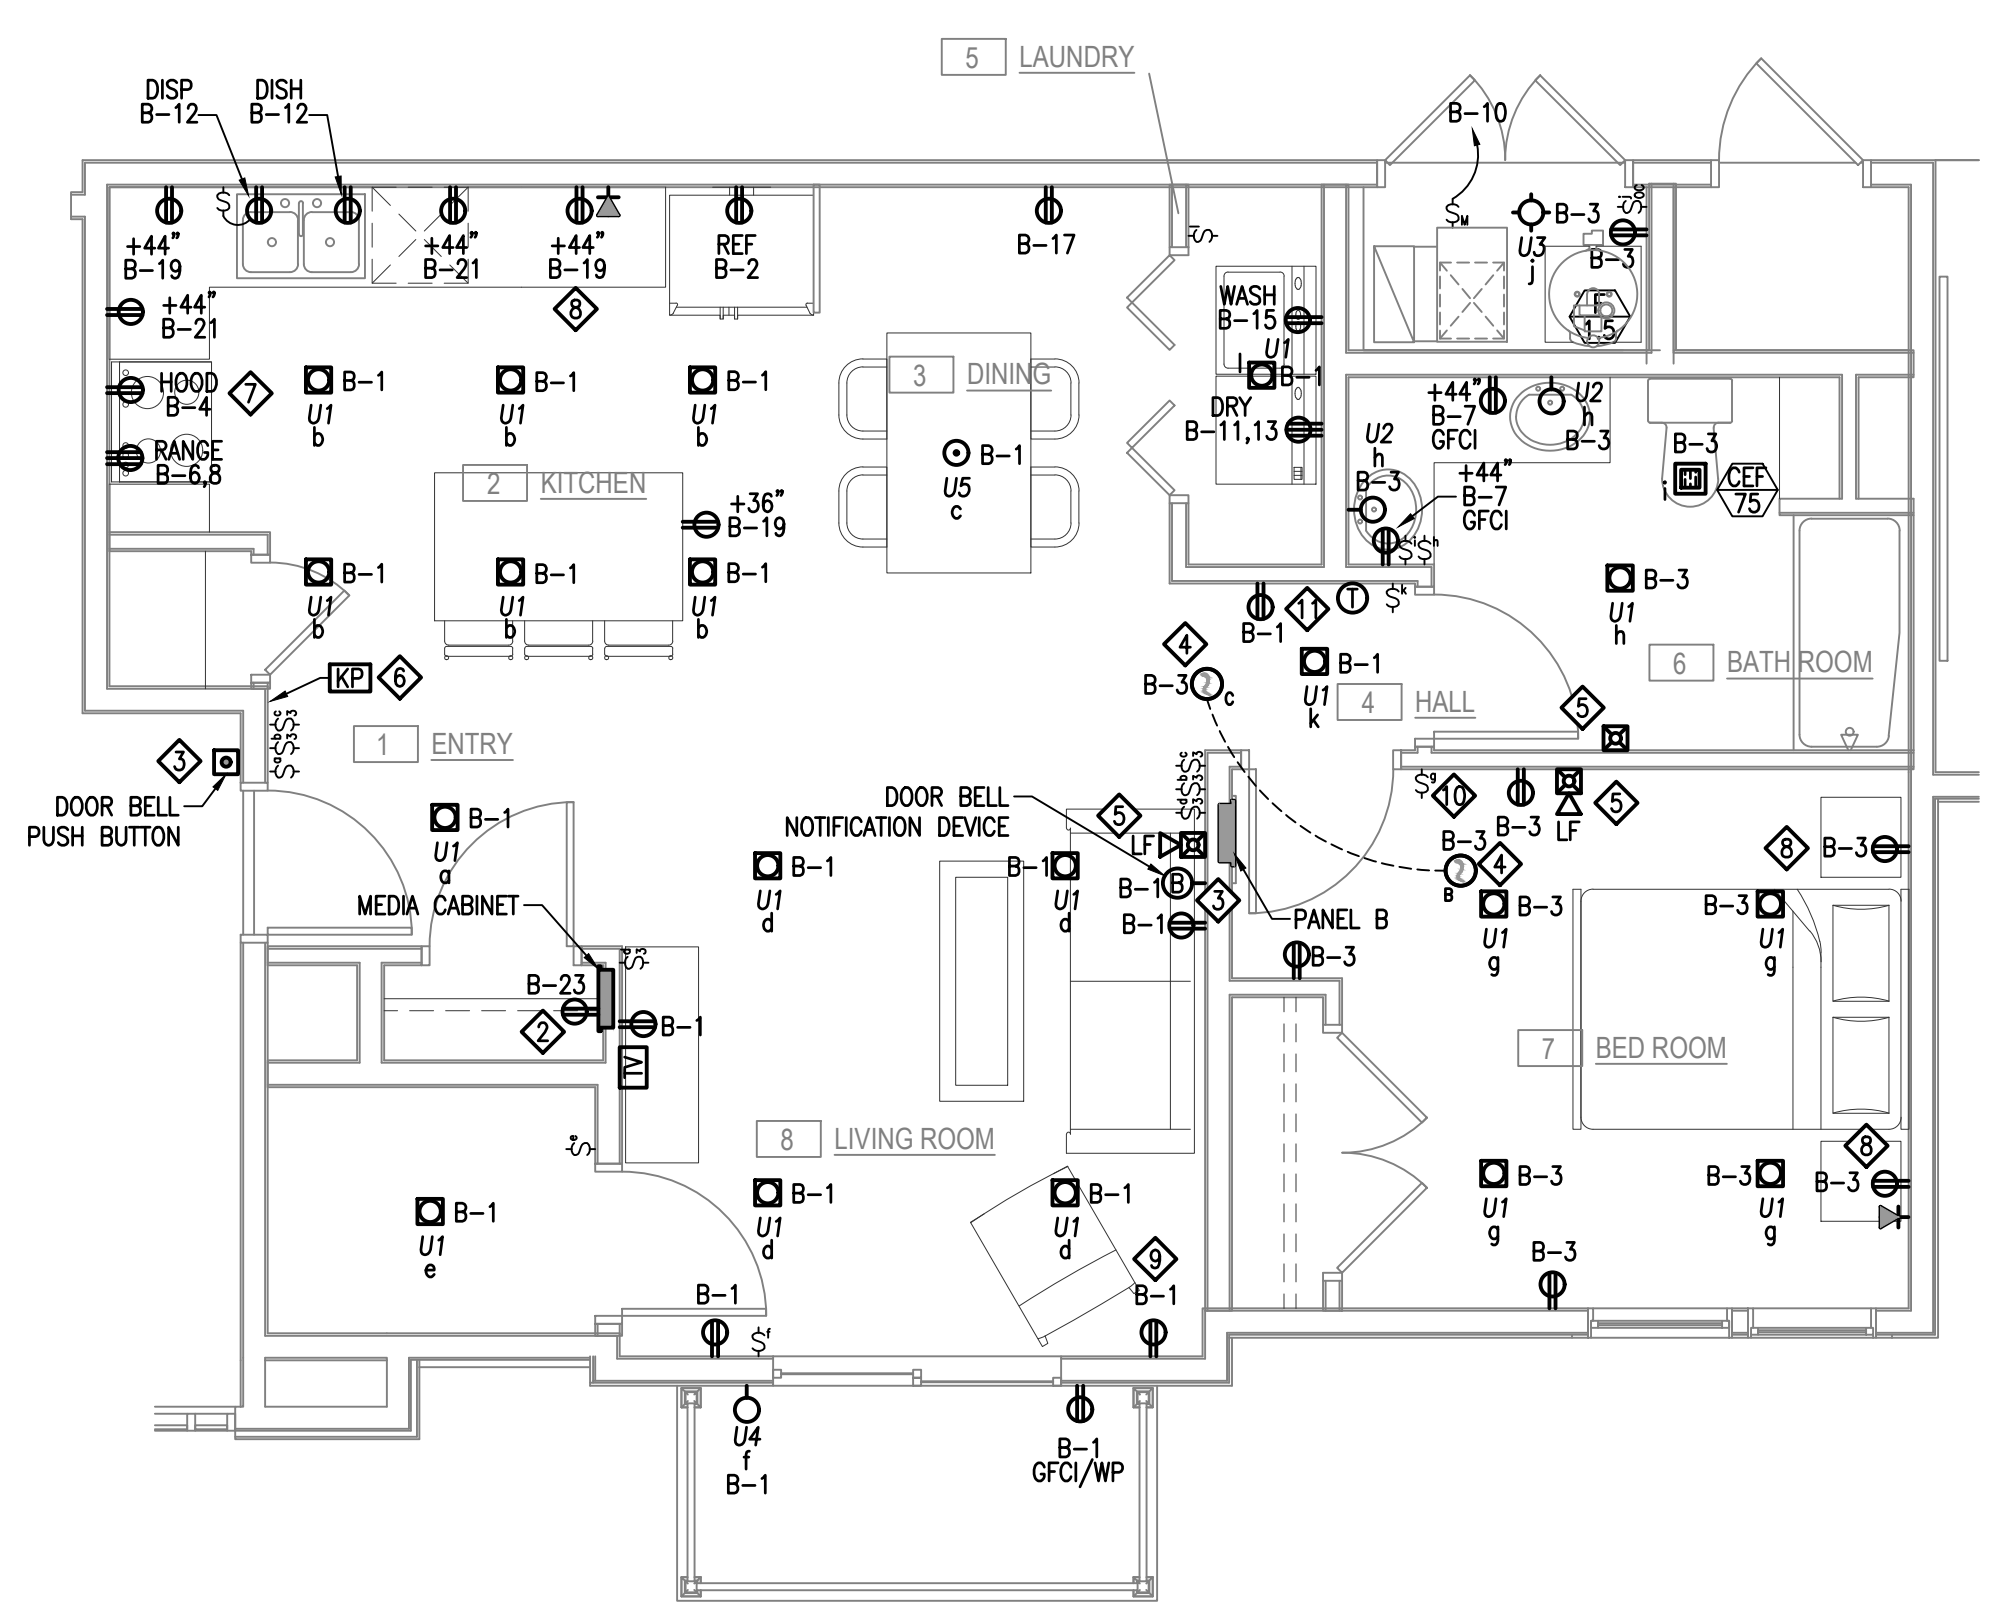 5 LAUNDRY
DISP
B-12
DISH
B-12
B-10
+44"
B-19
+44"
B-21
+44"
B-19
REF
B-2
B-17
$M
B-3
U3
j
B-3
F
1.5
+44"
B-21
8
WASH
B-15
U1
l
B-1
HOOD
B-4
7
RANGE
B-6,8
B-1
U1
b
B-1
U1
b
B-1
U1
b
3 DINING
DRY
B-11,13
+44"
B-7
GFCI
U2
h
B-3
U2
h
B-3
+44"
B-7
GFCI
B-3
i
CEF
75
2 KITCHEN
B-1
U5
c
+36"
B-19
B-1
U1
b
B-1
U1
b
B-1
U1
b
B-1
11
T
$k
$i $h
B-3
U1
h
4
B-3
C
B-1
U1
k
4 HALL
6 BATH ROOM
KP
6
1 ENTRY
5
3
DOOR BELL
PUSH BUTTON
B-1
U1
a
DOOR BELL
NOTIFICATION DEVICE
5
LF
B-1
B
3
B-1
PANEL B
$g
10
B-3
LF
5
B-3
4
B
8
B-3
MEDIA CABINET
B-1
U1
d
B-1
U1
d
B-3
U1
g
B-3
U1
g
B-3
B-23
2
B-1
TV
7 BED ROOM
8 LIVING ROOM
$e
8
B-3
B-1
U1
e
B-1
U1
d
B-1
U1
d
B-3
U1
g
B-3
U1
g
9
B-1
B-1
$f
B-3
U4
f
B-1
B-1
GFCI/WP